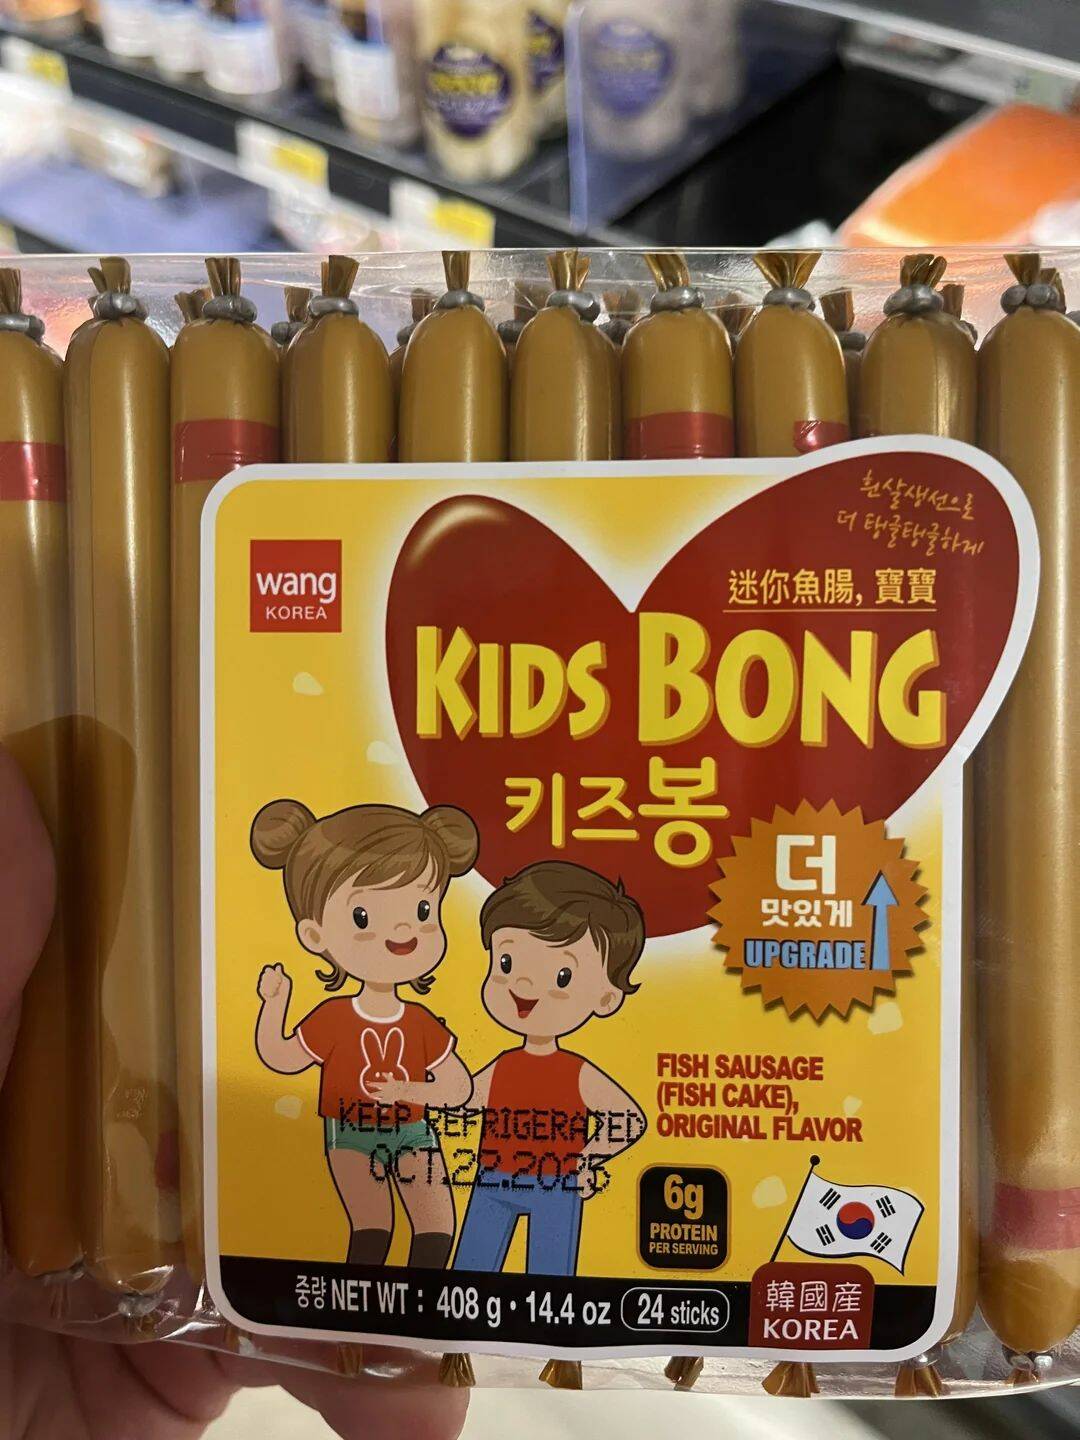 wang
KOREA
흰살생선으로
더 탱글탱글하게
迷你魚腸, 寶寶
KIDS BONG
키즈봉
더
맛있게
UPGRADE
FISH SAUSAGE
(FISH CAKE),
ORIGINAL FLAVOR
KEEP REFRIGERATED
OCT.22.2025
6g
PROTEIN
PER SERVING
중량 NET WT : 408 g • 14.4 oz 24 sticks
韓國産
KOREA